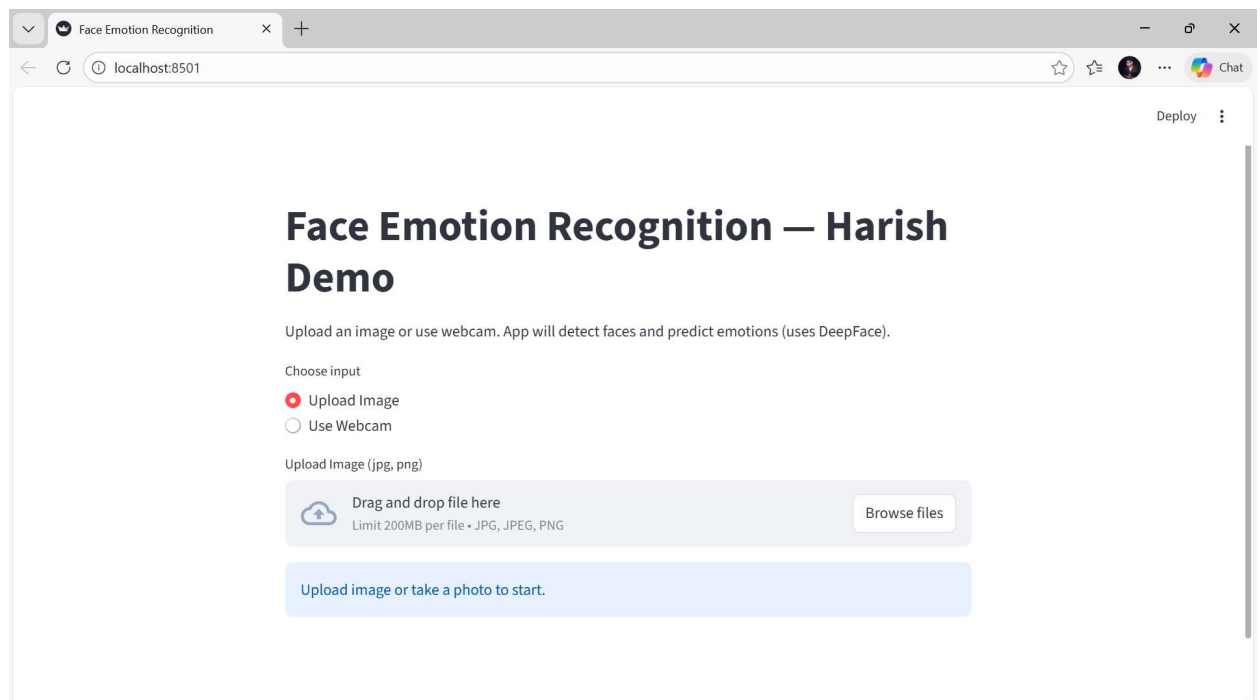 Face Emotion Recognition
localhost:8501
Chat
Deploy
Face Emotion Recognition — Harish
Demo
Upload an image or use webcam. App will detect faces and predict emotions (uses DeepFace).
Choose input
Upload Image
Use Webcam
Upload Image (jpg, png)
Drag and drop file here
Limit 200MB per file • JPG, JPEG, PNG
Browse files
Upload image or take a photo to start.